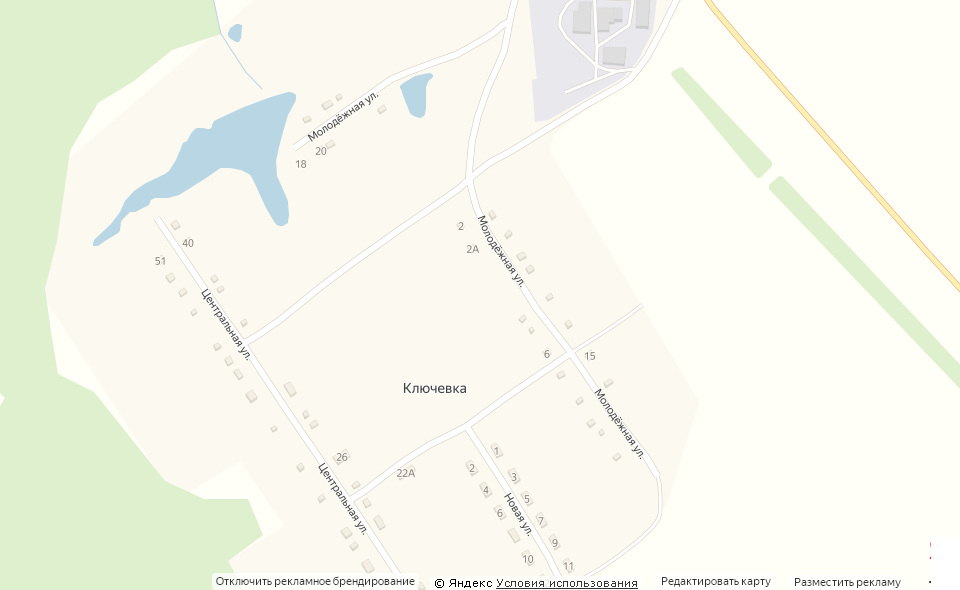 Молодёжная ул.
20
18
2
Молодёжная ул.
40
2А
51
Центральная ул.
6
15
Ключевка
Молодёжная ул.
1
26
2
22А
3
4
5
Центральная ул.
Новая ул.
6
7
9
10
11
Отключить рекламное брендирование
© Яндекс Условия использования
Редактировать карту
Разместить рекламу